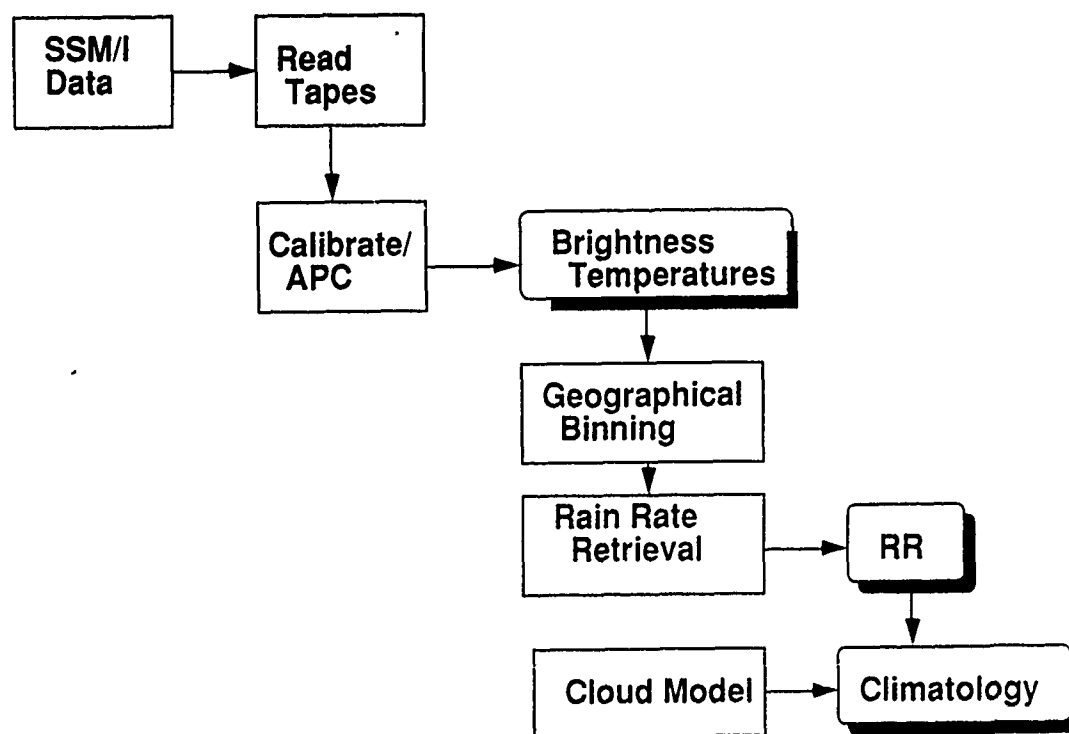 SSM/I
Data
Read
Tapes
Calibrate/
APC
Brightness
Temperatures
Geographical
Binning
Rain Rate
Retrieval
RR
Cloud Model
Climatology